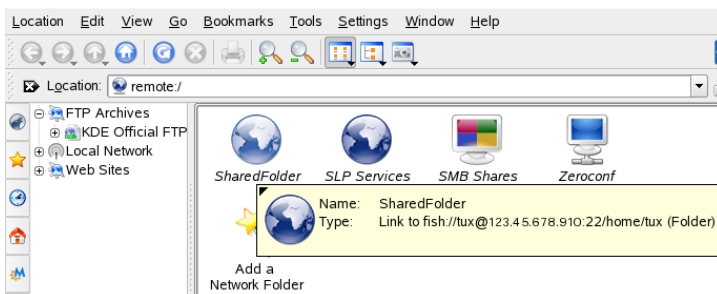 Location Edit View Go Bookmarks Tools Settings Window Help
Location: remote:/
FTP Archives
KDE Official FTP
Local Network
Web Sites
SharedFolder SLP Services SMB Shares Zeroconf
Name: SharedFolder
Type: Link to fish://tux@123.45.678.910:22/home/tux (Folder)
Add a
Network Folder